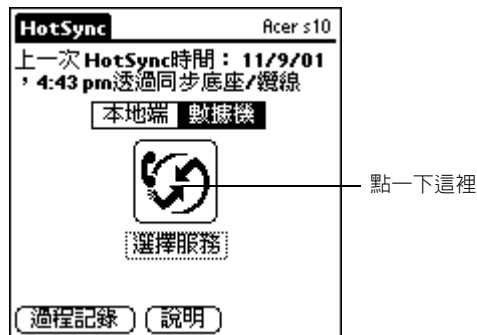 HotSync Acer s10
上一次 HotSync時間： 11/9/01
，4:43 pm透過同步底座/纜線
本地端 數據機
點一下這裡
選擇服務
過程記錄 說明